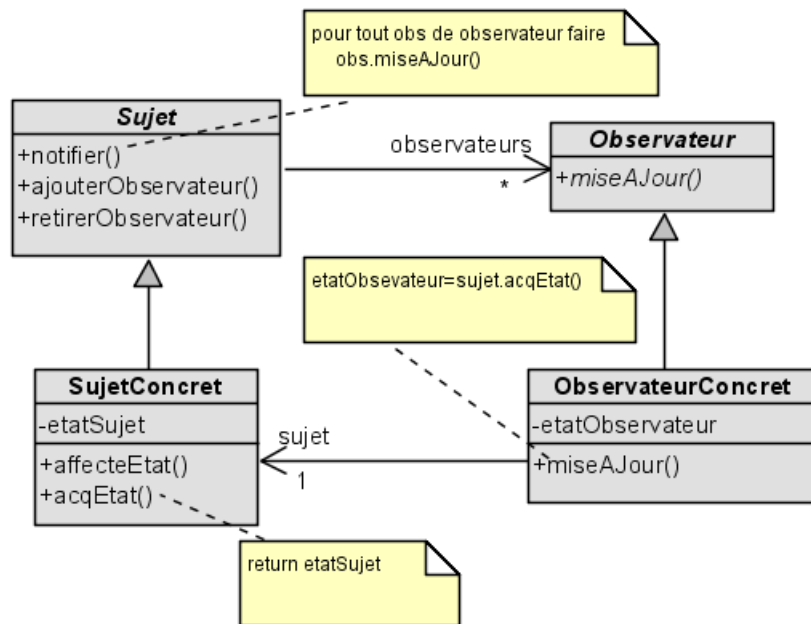 pour tout obs de observateur faire
obs.miseAJour()
Sujet
+notifier()
+ajouterObservateur()
+retirerObservateur()
observateurs
*
Observateur
+miseAJour()
etatObsevateur=sujet.acqEtat()
SujetConcret
-etatSujet
+affecteEtat()
+acqEtat()
sujet
1
ObservateurConcret
-etatObservateur
+miseAJour()
return etatSujet